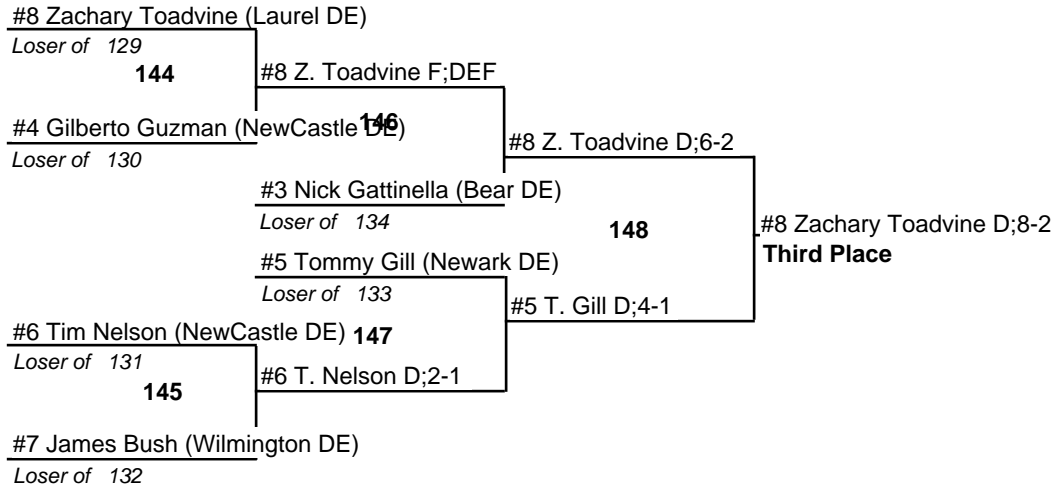 #8 Zachary Toadvine (Laurel DE)
Loser of 129
144
#8 Z. Toadvine F;DEF
#4 Gilberto Guzman (NewCastle DE)
146
Loser of 130
#8 Z. Toadvine D;6-2
#3 Nick Gattinella (Bear DE)
Loser of 134
148
#8 Zachary Toadvine D;8-2
Third Place
#5 Tommy Gill (Newark DE)
Loser of 133
#5 T. Gill D;4-1
#6 Tim Nelson (NewCastle DE)
147
Loser of 131
145
#6 T. Nelson D;2-1
#7 James Bush (Wilmington DE)
Loser of 132